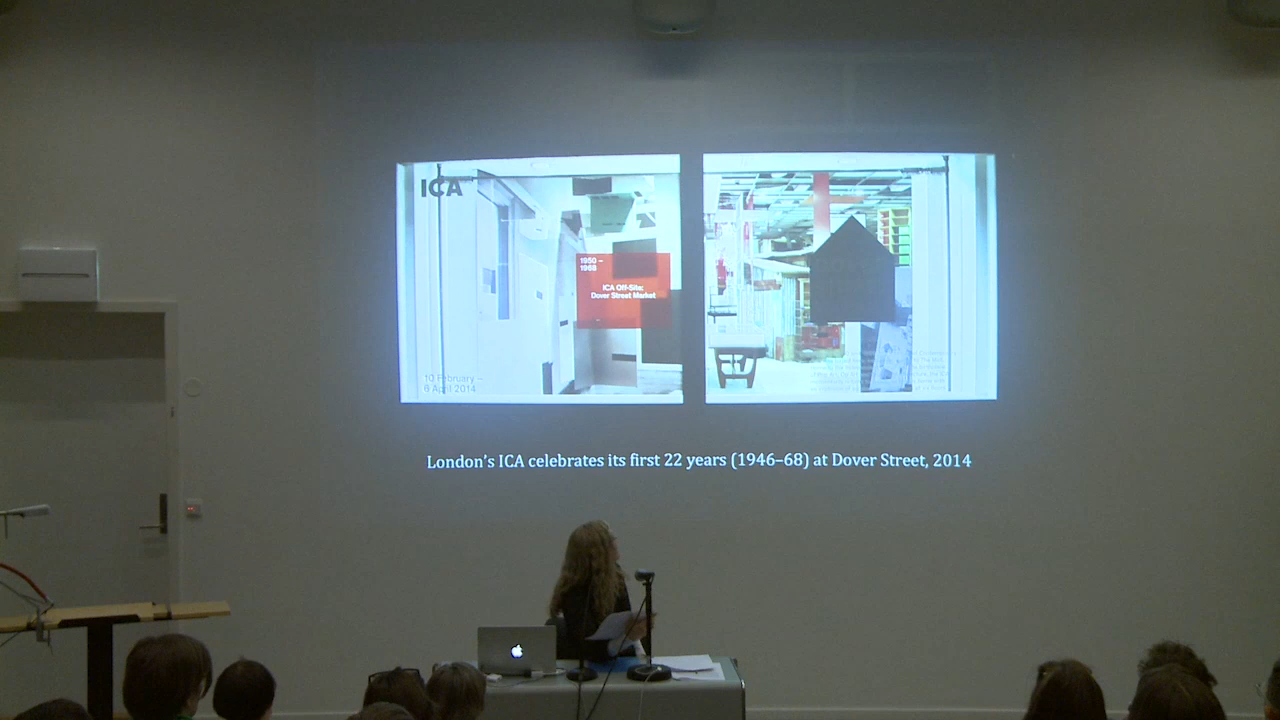 ICA
1950 –
1968
ICA Off-Site:
Dover Street Market
10 February –
6 April 2014
London's ICA celebrates its first 22 years (1946–68) at Dover Street, 2014